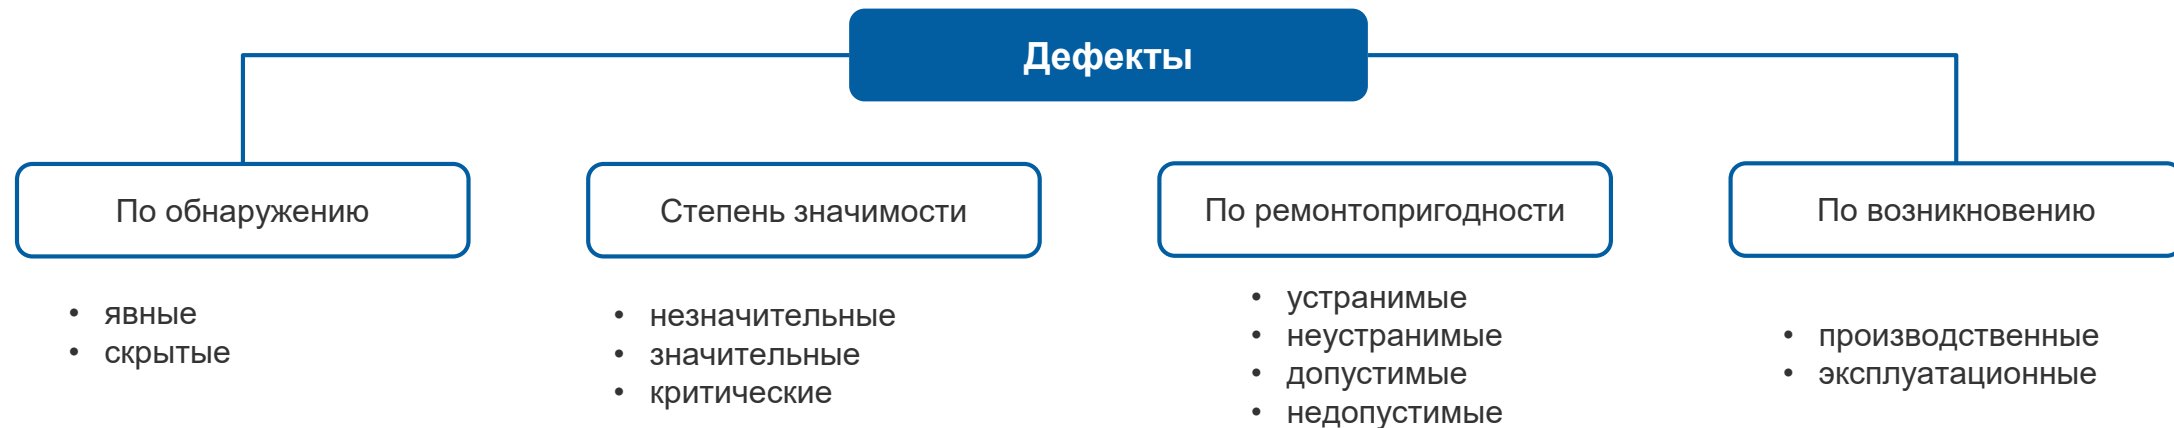 Дефекты
По обнаружению
• явные
• скрытые
Степень значимости
• незначительные
• значительные
• критические
По ремонтопригодности
• устранимые
• неустранимые
• допустимые
• недопустимые
По возникновению
• производственные
• эксплуатационные